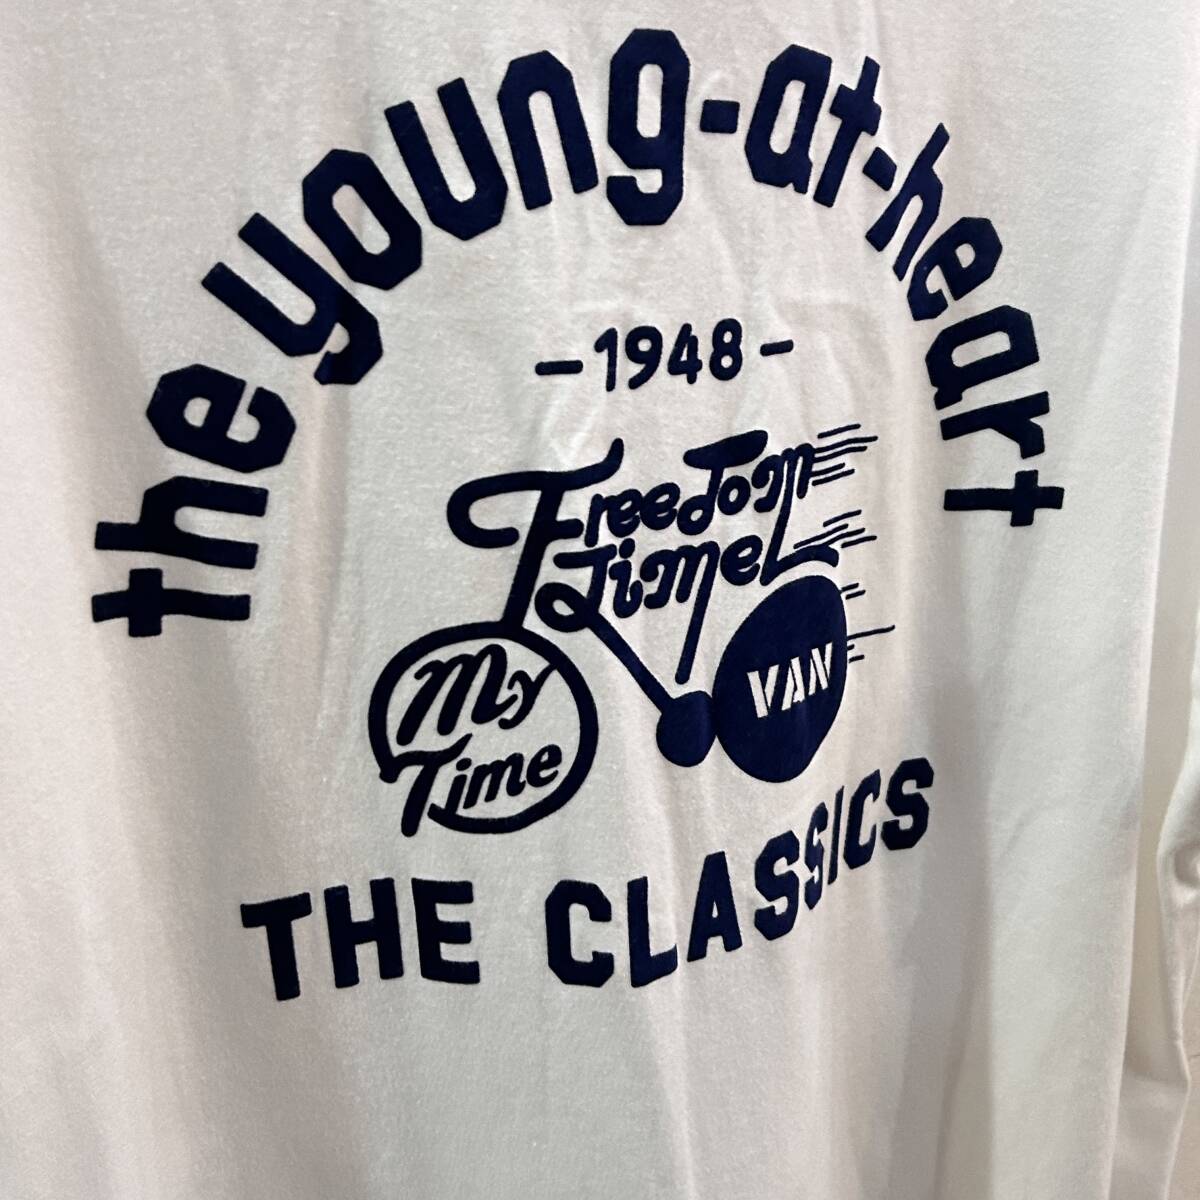 the young-at-heart
-1948-
Freedom
Time
My
Time
VAN
THE CLASSICS